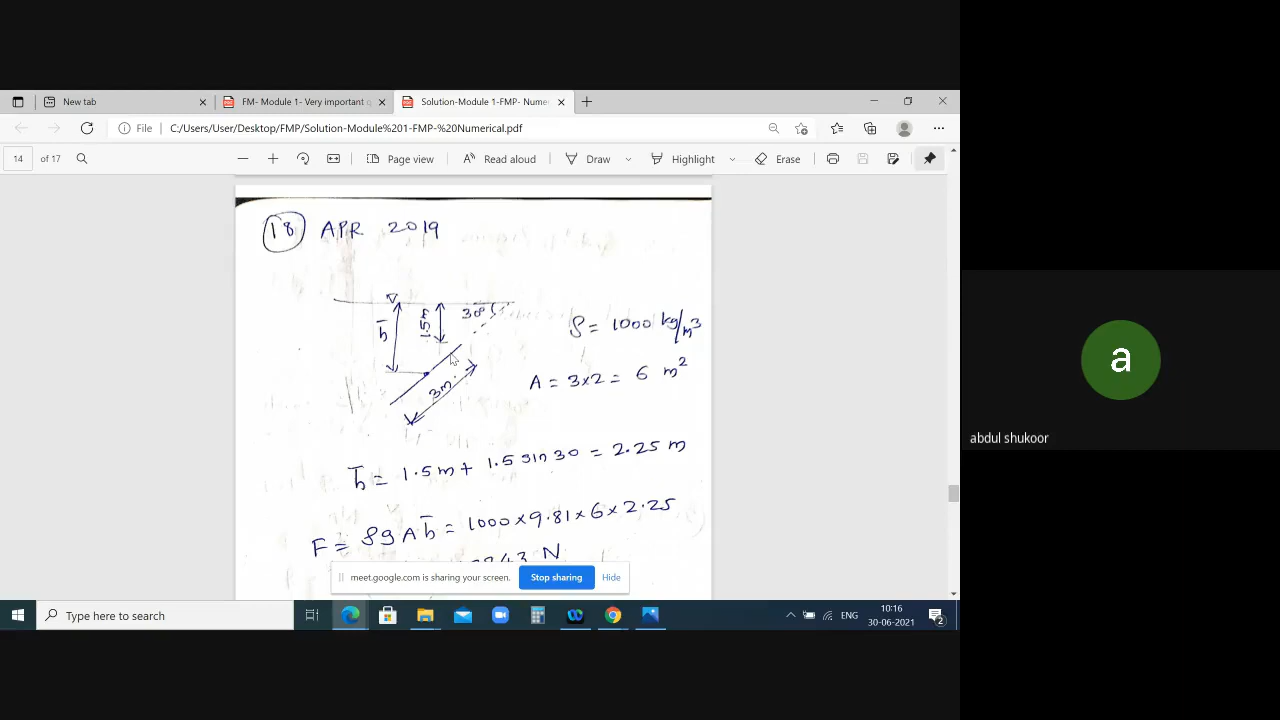 New tab
FM- Module 1- Very important q
Solution-Module 1-FMP- Nume
File C:/Users/User/Desktop/FMP/Solution-Module%201-FMP-%20Numerical.pdf
14 of 17 Page view Read aloud Draw Highlight Erase
18 APR 2019
h̄
1.5m
30°
3m.
ρ = 1000 kg/m³
A = 3×2 = 6 m²
h̄ = 1.5 m + 1.5 sin 30 = 2.25 m
F = ρ g A h̄ = 1000 × 9.81 × 6 × 2.25
43 N
meet.google.com is sharing your screen. Stop sharing Hide
a
abdul shukoor
Type here to search
ENG
10:16
30-06-2021
2